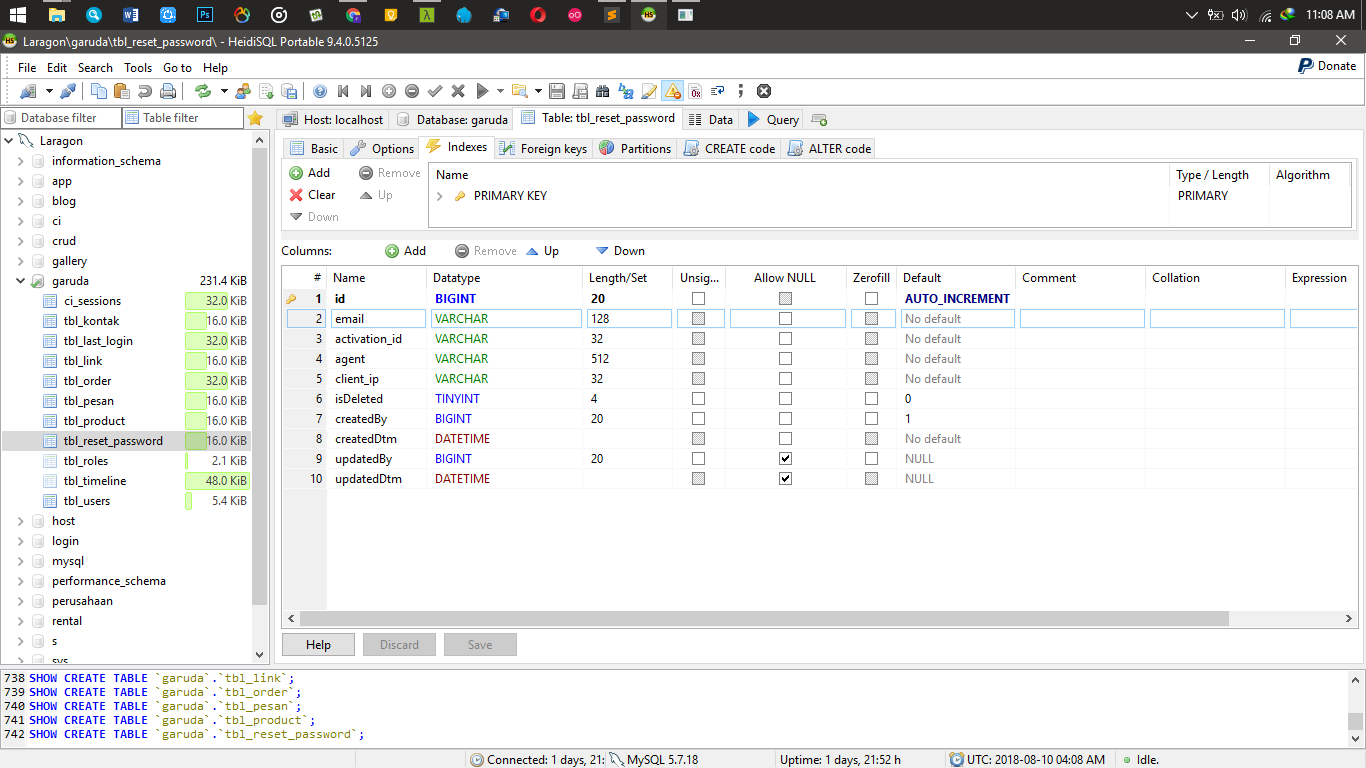 11:08 AM
Laragon\garuda\tbl_reset_password\ - HeidiSQL Portable 9.4.0.5125
File Edit Search Tools Go to Help
Donate
Database filter Table filter
Host: localhost Database: garuda Table: tbl_reset_password Data Query
Laragon
information_schema
app
blog
ci
crud
gallery
garuda 231.4 KiB
ci_sessions 32.0 KiB
tbl_kontak 16.0 KiB
tbl_last_login 32.0 KiB
tbl_link 16.0 KiB
tbl_order 32.0 KiB
tbl_pesan 16.0 KiB
tbl_product 16.0 KiB
tbl_reset_password 16.0 KiB
tbl_roles 2.1 KiB
tbl_timeline 48.0 KiB
tbl_users 5.4 KiB
host
login
mysql
performance_schema
perusahaan
rental
s
sys
Basic Options Indexes Foreign keys Partitions CREATE code ALTER code
Add Remove
Clear Up
Down
Name Type / Length Algorithm
PRIMARY KEY PRIMARY
Columns: Add Remove Up Down
# Name Datatype Length/Set Unsig... Allow NULL Zerofill Default Comment Collation Expression
1 id BIGINT 20 AUTO_INCREMENT
2 email VARCHAR 128 No default
3 activation_id VARCHAR 32 No default
4 agent VARCHAR 512 No default
5 client_ip VARCHAR 32 No default
6 isDeleted TINYINT 4 0
7 createdBy BIGINT 20 1
8 createdDtm DATETIME No default
9 updatedBy BIGINT 20 NULL
10 updatedDtm DATETIME NULL
Help Discard Save
738 SHOW CREATE TABLE `garuda`.`tbl_link`;
739 SHOW CREATE TABLE `garuda`.`tbl_order`;
740 SHOW CREATE TABLE `garuda`.`tbl_pesan`;
741 SHOW CREATE TABLE `garuda`.`tbl_product`;
742 SHOW CREATE TABLE `garuda`.`tbl_reset_password`;
Connected: 1 days, 21: MySQL 5.7.18 Uptime: 1 days, 21:52 h UTC: 2018-08-10 04:08 AM Idle.